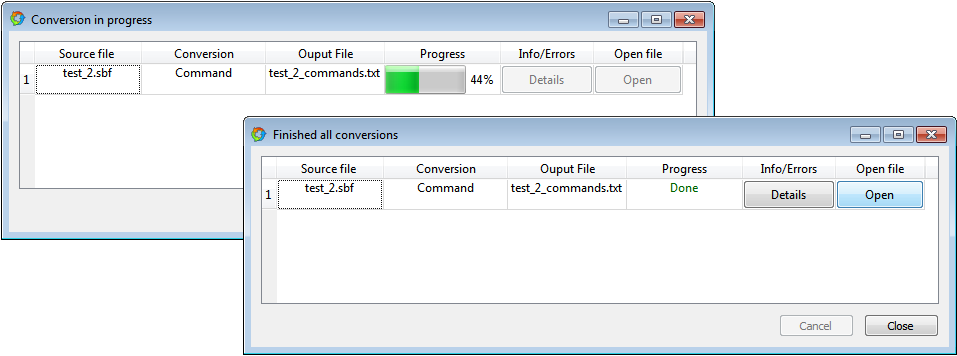 Conversion in progress
Source file Conversion Ouput File Progress Info/Errors Open file
1 test_2.sbf Command test_2_commands.txt 44% Details Open
Finished all conversions
Source file Conversion Ouput File Progress Info/Errors Open file
1 test_2.sbf Command test_2_commands.txt Done Details Open
Cancel Close